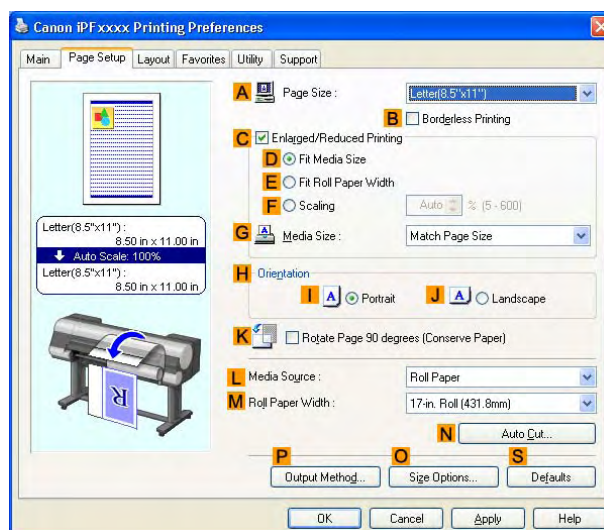 Canon iPFxxxx Printing Preferences
Main Page Setup Layout Favorites Utility Support
A Page Size : Letter(8.5"x11")
B Borderless Printing
C Enlarged/Reduced Printing
D Fit Media Size
E Fit Roll Paper Width
F Scaling Auto % (5 - 600)
Letter(8.5"x11") :
8.50 in x 11.00 in
Auto Scale: 100%
Letter(8.5"x11") :
8.50 in x 11.00 in
G A Media Size : Match Page Size
H Orientation
I A Portrait J A Landscape
K Rotate Page 90 degrees (Conserve Paper)
R
L Media Source : Roll Paper
M Roll Paper Width : 17-in. Roll (431.8mm)
N Auto Cut...
P O S
Output Method... Size Options... Defaults
OK Cancel Apply Help